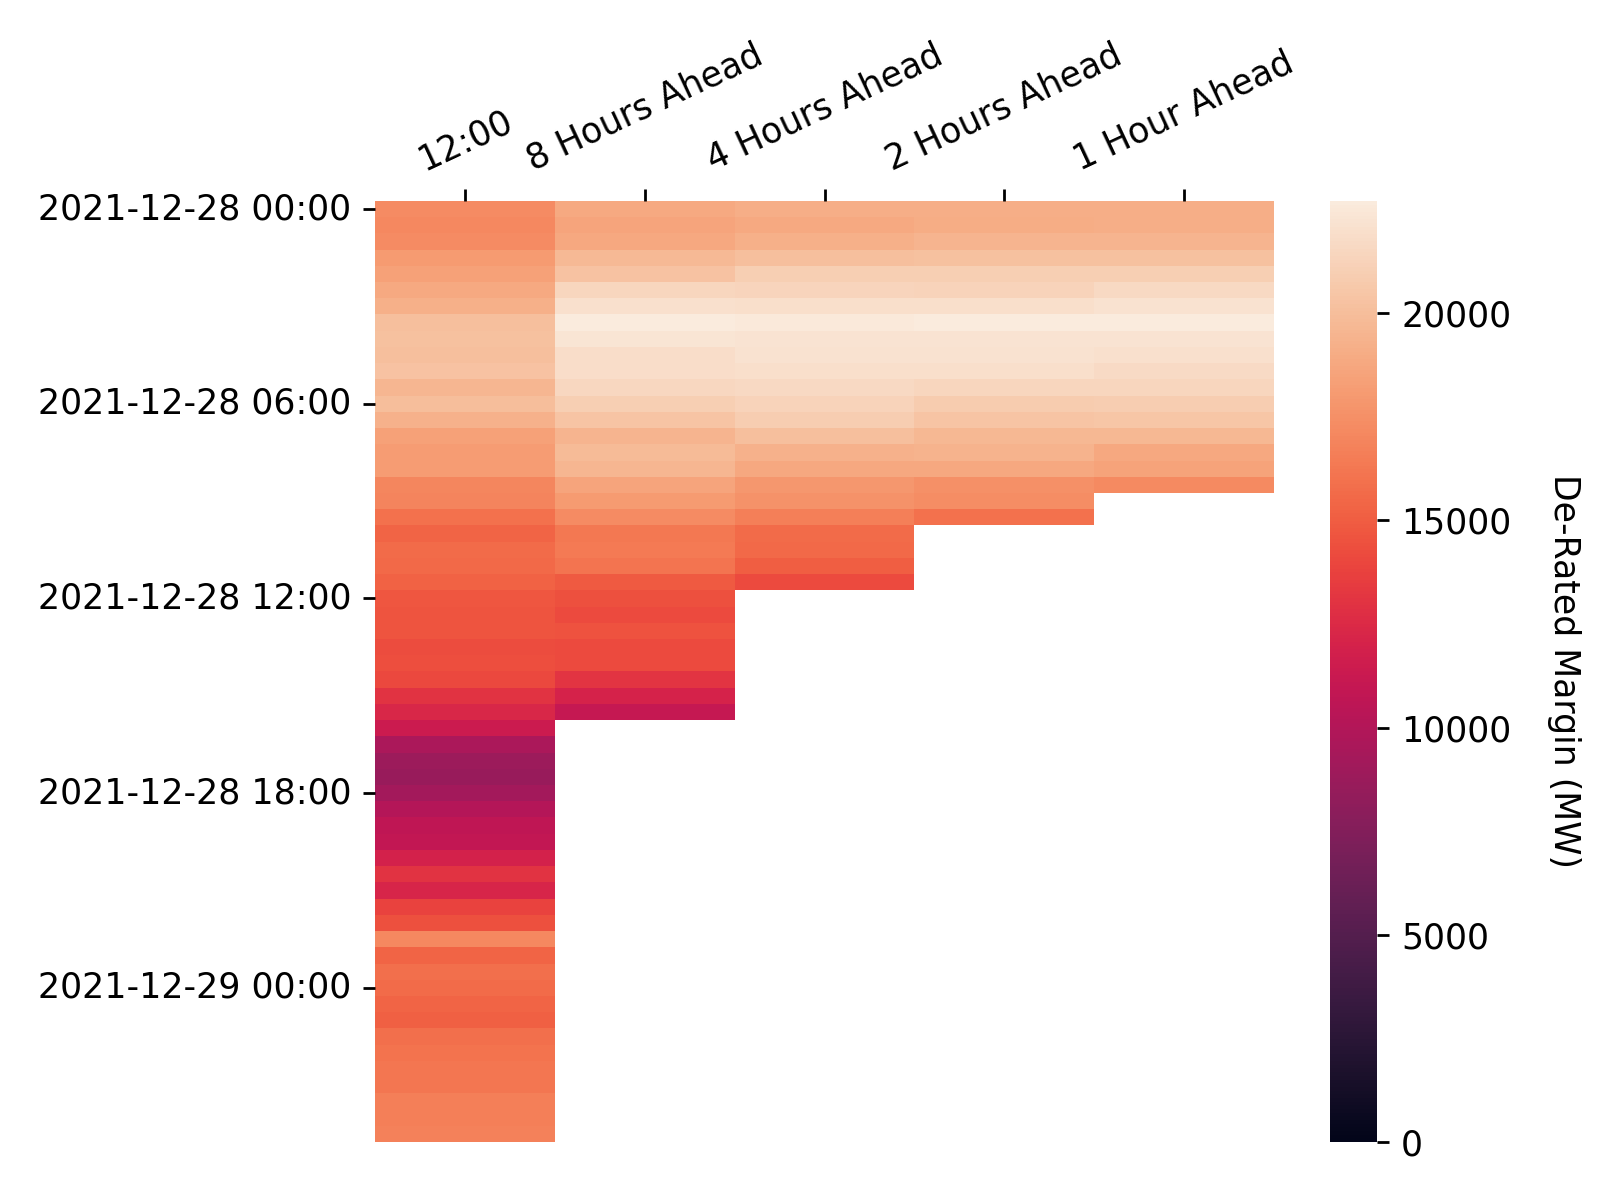 12:00
8 Hours Ahead
4 Hours Ahead
2 Hours Ahead
1 Hour Ahead
2021-12-28 00:00
2021-12-28 06:00
2021-12-28 12:00
2021-12-28 18:00
2021-12-29 00:00
20000
15000
10000
5000
0
De-Rated Margin (MW)